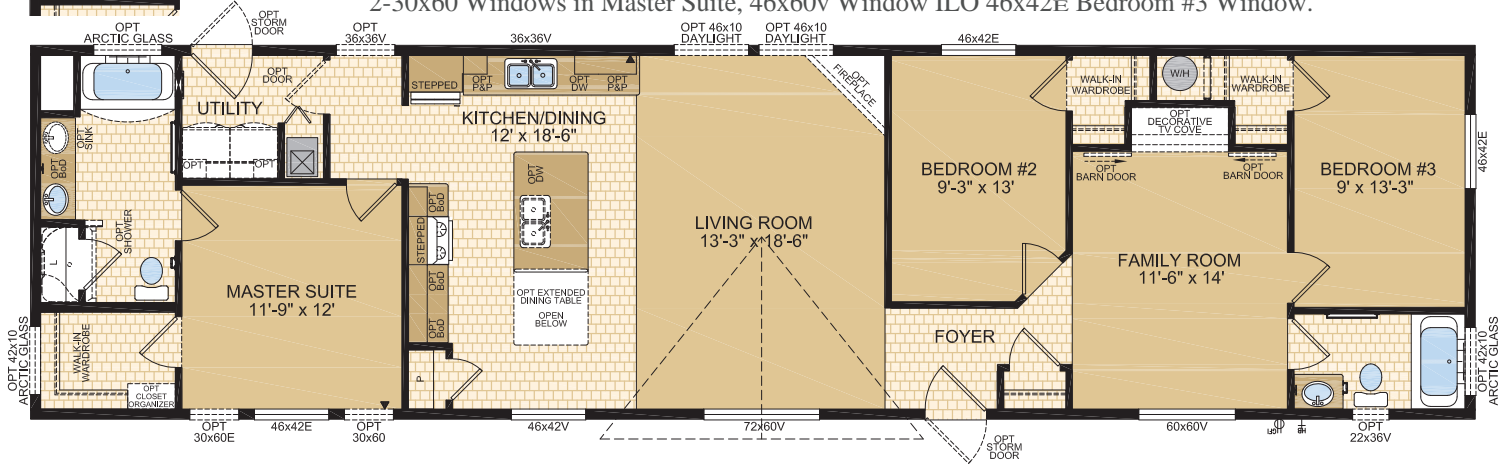 2-30x60 Windows in Master Suite, 46x60v Window ILO 46x42E Bedroom #3 Window.
OPT
ARCTIC GLASS
OPT
STORM
DOOR
OPT
36x36V
36x36V
OPT 46x10
DAYLIGHT
OPT 46x10
DAYLIGHT
46x42E
OPT
DOOR
UTILITY
OPT
OPT
STEPPED
OPT
P&P
OPT
DW
OPT
P&P
KITCHEN/DINING
12' x 18'-6"
OPT
FIREPLACE
WALK-IN
WARDROBE
W/H
WALK-IN
WARDROBE
OPT
DECORATIVE
TV COVE
OPT
BARN DOOR
OPT
BARN DOOR
OPT
SINK
OPT
BoD
OPT
SHOWER
L
S
BEDROOM #2
9'-3" x 13'
BEDROOM #3
9' x 13'-3"
46x42E
OPT
DW
OPT
BoD
STEPPED
OPT
BoD
OPT
BoD
LIVING ROOM
13'-3" x 18'-6"
FAMILY ROOM
11'-6" x 14'
MASTER SUITE
11'-9" x 12'
OPT EXTENDED
DINING TABLE
OPEN
BELOW
FOYER
OPT 42x10
ARCTIC GLASS
WALK-IN
WARDROBE
OPT
CLOSET
ORGANIZER
P
OPT 42x10
ARCTIC GLASS
OPT
30x60E
46x42E
OPT
30x60
46x42V
72x60V
OPT
STORM
DOOR
60x60V
OPT
22x36V